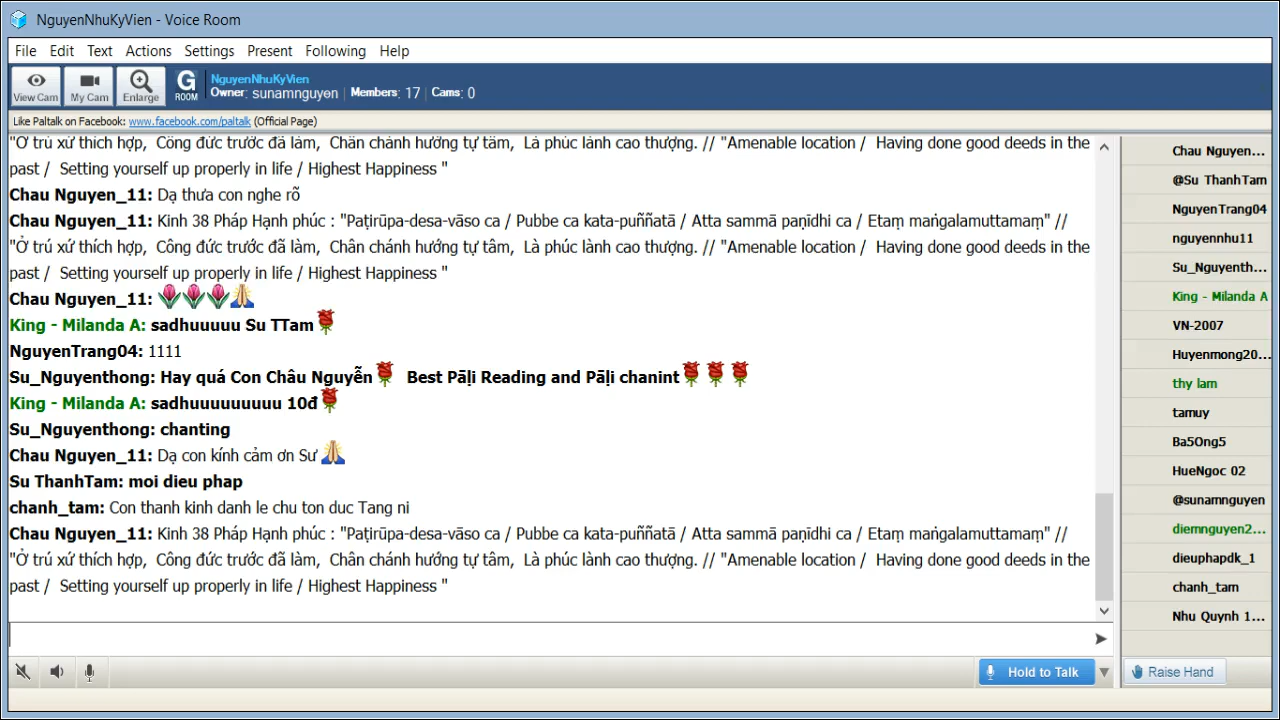 NguyenNhuKyVien - Voice Room
File Edit Text Actions Settings Present Following Help
View Cam My Cam Enlarge G ROOM
NguyenNhuKyVien
Owner: sunamnguyen | Members: 17 | Cams: 0
Like Paltalk on Facebook: www.facebook.com/paltalk (Official Page)
"Ở trú xứ thích hợp, Công đức trước đã làm, Chân chánh hướng tự tâm, Là phúc lành cao thượng. // "Amenable location / Having done good deeds in the
past / Setting yourself up properly in life / Highest Happiness "
Chau Nguyen_11: Dạ thưa con nghe rõ
Chau Nguyen_11: Kinh 38 Pháp Hạnh phúc : "Paṭirūpa-desa-vāso ca / Pubbe ca kata-puññatā / Atta sammā paṇīdhi ca / Etaṃ maṅgalamuttamaṃ" //
"Ở trú xứ thích hợp, Công đức trước đã làm, Chân chánh hướng tự tâm, Là phúc lành cao thượng. // "Amenable location / Having done good deeds in the
past / Setting yourself up properly in life / Highest Happiness "
Chau Nguyen_11:
King - Milanda A: sadhuuuuu Su TTam
NguyenTrang04: 1111
Su_Nguyenthong: Hay quá Con Châu Nguyễn Best Pāḷi Reading and Pāḷi chanint
King - Milanda A: sadhuuuuuuuuu 10đ
Su_Nguyenthong: chanting
Chau Nguyen_11: Dạ con kính cảm ơn Sư
Su ThanhTam: moi dieu phap
chanh_tam: Con thanh kinh danh le chu ton duc Tang ni
Chau Nguyen_11: Kinh 38 Pháp Hạnh phúc : "Paṭirūpa-desa-vāso ca / Pubbe ca kata-puññatā / Atta sammā paṇīdhi ca / Etaṃ maṅgalamuttamaṃ" //
"Ở trú xứ thích hợp, Công đức trước đã làm, Chân chánh hướng tự tâm, Là phúc lành cao thượng. // "Amenable location / Having done good deeds in the
past / Setting yourself up properly in life / Highest Happiness "
Hold to Talk
Chau Nguyen...
@Su ThanhTam
NguyenTrang04
nguyennhu11
Su_Nguyenth...
King - Milanda A
VN-2007
Huyenmong20...
thy lam
tamuy
Ba5Ong5
HueNgoc 02
@sunamnguyen
diemnguyen2...
dieuphapdk_1
chanh_tam
Nhu Quynh 1...
Raise Hand